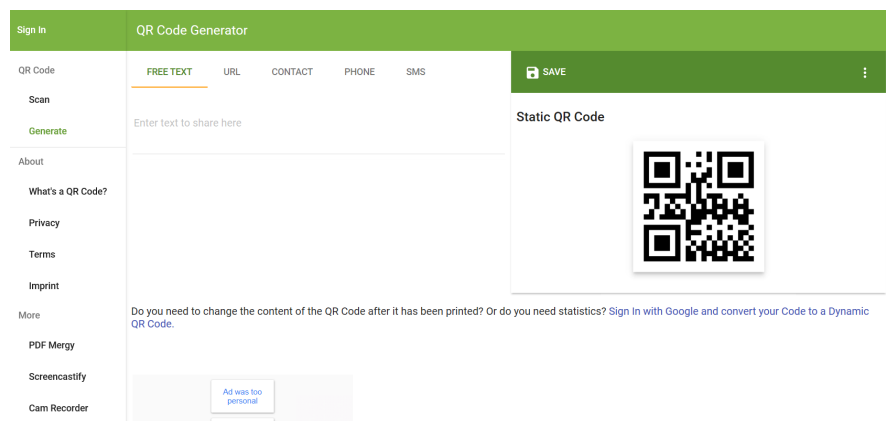 Sign In
QR Code Generator
QR Code
Scan
Generate
About
What's a QR Code?
Privacy
Terms
Imprint
More
PDF Mergy
Screencastify
Cam Recorder
FREE TEXT
URL
CONTACT
PHONE
SMS
Enter text to share here
SAVE
Static QR Code
Do you need to change the content of the QR Code after it has been printed? Or do you need statistics? Sign In with Google and convert your Code to a Dynamic
QR Code.
Ad was too
personal